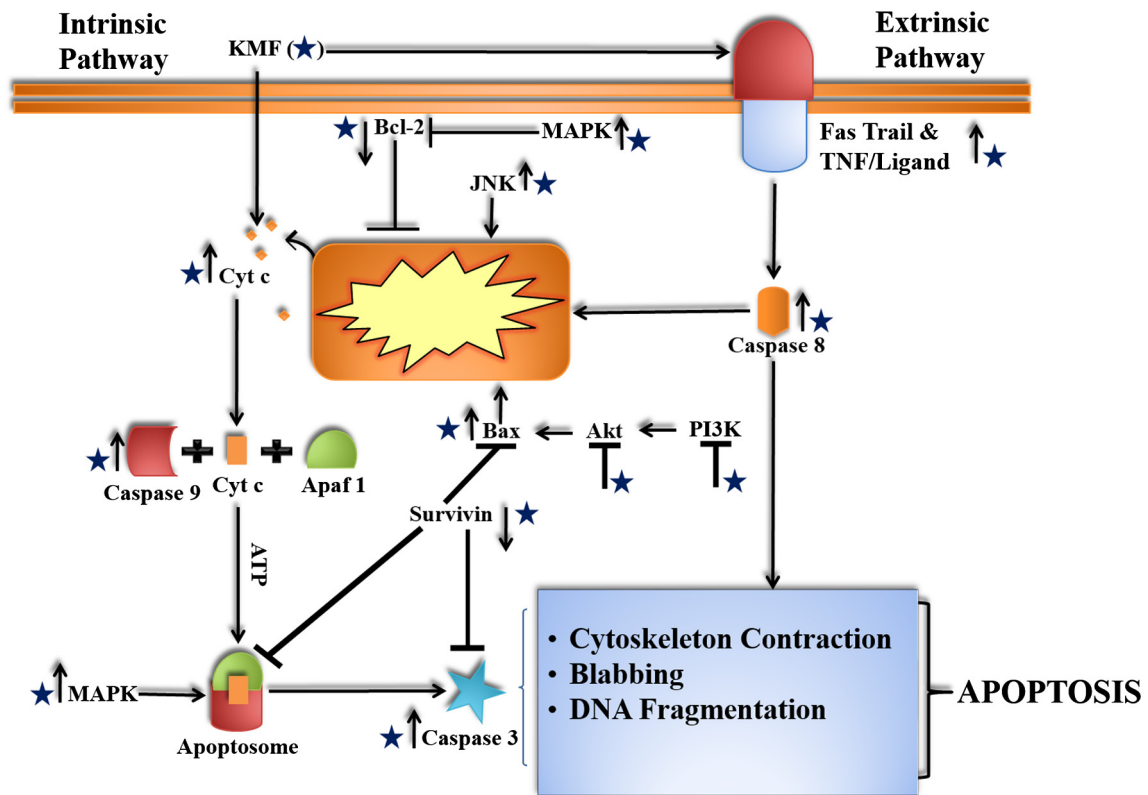 Intrinsic
Pathway
KMF (★)
Extrinsic
Pathway
Bcl-2
MAPK
Fas Trail &
TNF/Ligand
JNK
Cyt c
Caspase 8
Bax
Akt
PI3K
Caspase 9
Cyt c
Apaf 1
Survivin
ATP
• Cytoskeleton Contraction
• Blabbing
• DNA Fragmentation
APOPTOSIS
MAPK
Apoptosome
Caspase 3